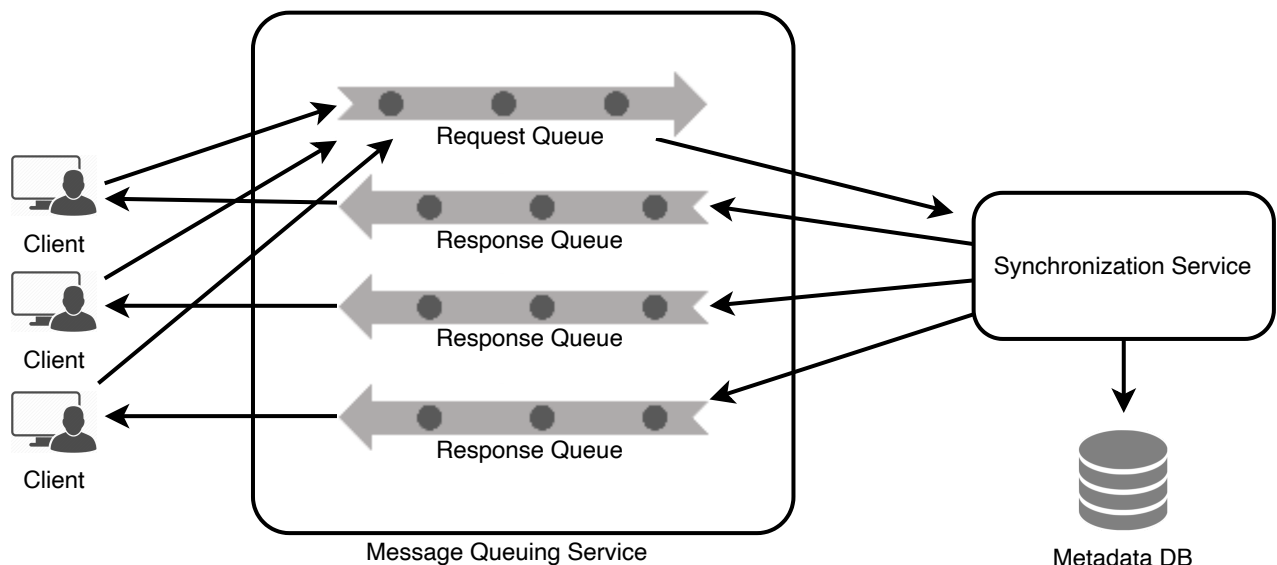 Request Queue
Client
Response Queue
Synchronization Service
Client
Response Queue
Client
Response Queue
Message Queuing Service
Metadata DB